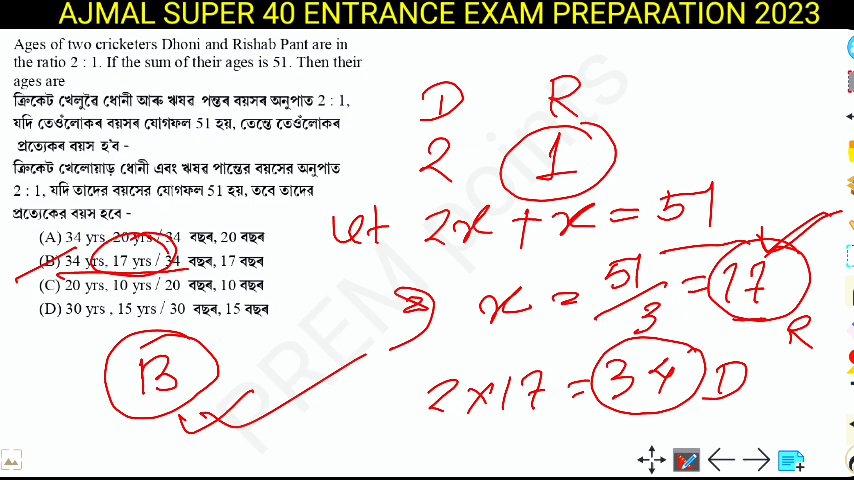 AJMAL SUPER 40 ENTRANCE EXAM PREPARATION 2023
Ages of two cricketers Dhoni and Rishab Pant are in
the ratio 2 : 1. If the sum of their ages is 51. Then their
ages are
ক্ৰিকেট খেলুৱৈ ধোনী আৰু ঋষৱ পন্তৰ বয়সৰ অনুপাত 2 : 1,
যদি তেওঁলোকৰ বয়সৰ যোগফল 51 হয়, তেন্তে তেওঁলোকৰ
প্ৰত্যেকৰ বয়স হ'ব -
ক্রিকেট খেলোয়াড় ধোনী এবং ঋষব পান্তের বয়সের অনুপাত
2 : 1, যদি তাদের বয়সের যোগফল 51 হয়, তবে তাদের
প্রত্যেকের বয়স হবে -
(A) 34 yrs, 20 yrs / 34 বছৰ, 20 বছৰ
(B) 34 yrs, 17 yrs / 34 বছৰ, 17 বছৰ
(C) 20 yrs, 10 yrs / 20 বছৰ, 10 বছৰ
(D) 30 yrs , 15 yrs / 30 বছৰ, 15 বছৰ
D R
2 1
Let 2x + x = 51
⇒ x = 51/3 = 17
R
2×17 = 34 D
B
PREM points